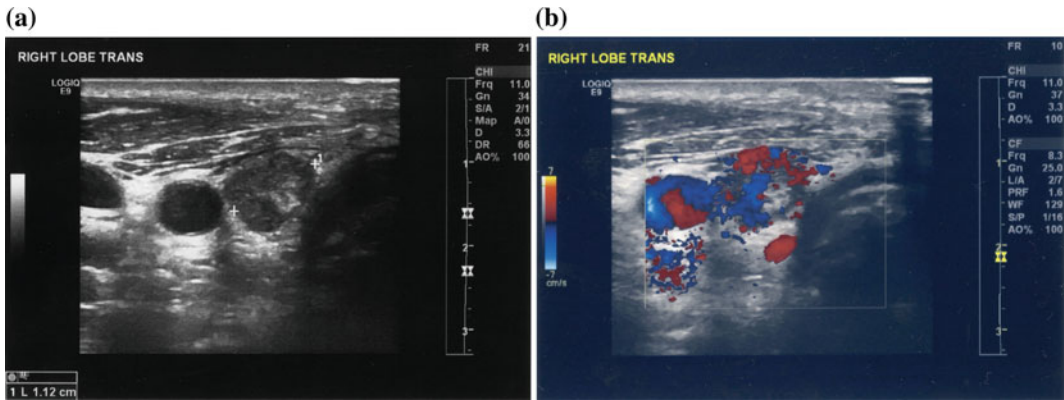 (a)
RIGHT LOBE TRANS
LOGIQ
E9
FR 21
CHI
Frq 11.0
Gn 34
S/A 2/1
Map A/0
D 3.3
DR 66
AO% 100
1
1
2
3
1 L 1.12 cm
(b)
RIGHT LOBE TRANS
LOGIQ
E9
7
-7
cm/s
FR 10
CHI
Frq 11.0
Gn 37
D 3.3
AO% 100
CF
Frq 8.3
Gn 25.0
L/A 2/7
PRF 1.6
WF 129
S/P 1/16
AO% 100
1
2
3